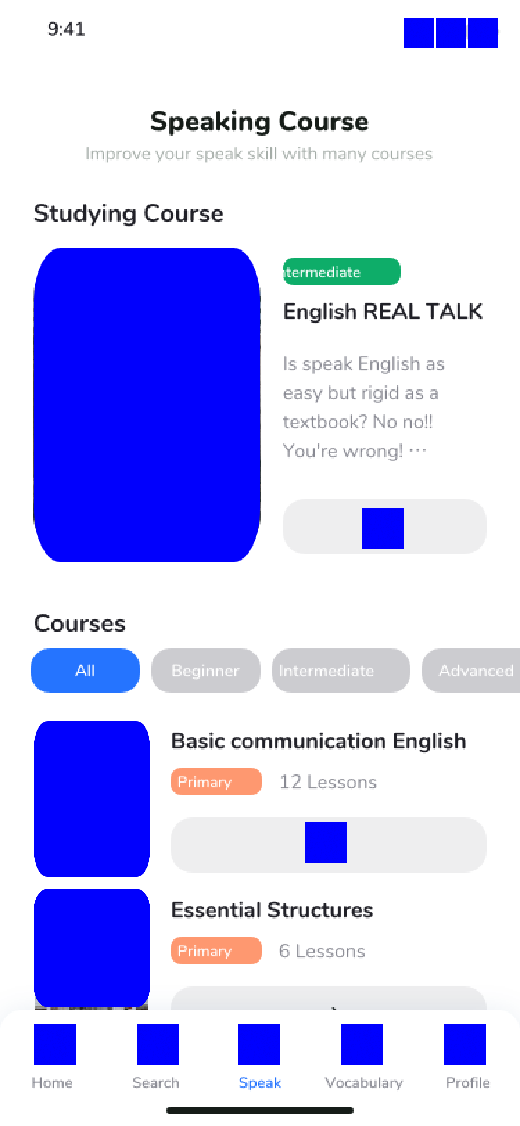 9:41
Speaking Course
Improve your speak skill with many courses
Studying Course
ntermediate
English REAL TALK
Is speak English as
easy but rigid as a
textbook? No no!!
You're wrong! ...
Courses
All Beginner Intermediate Advanced
Basic communication English
Primary 12 Lessons
Essential Structures
Primary 6 Lessons
Home Search Speak Vocabulary Profile